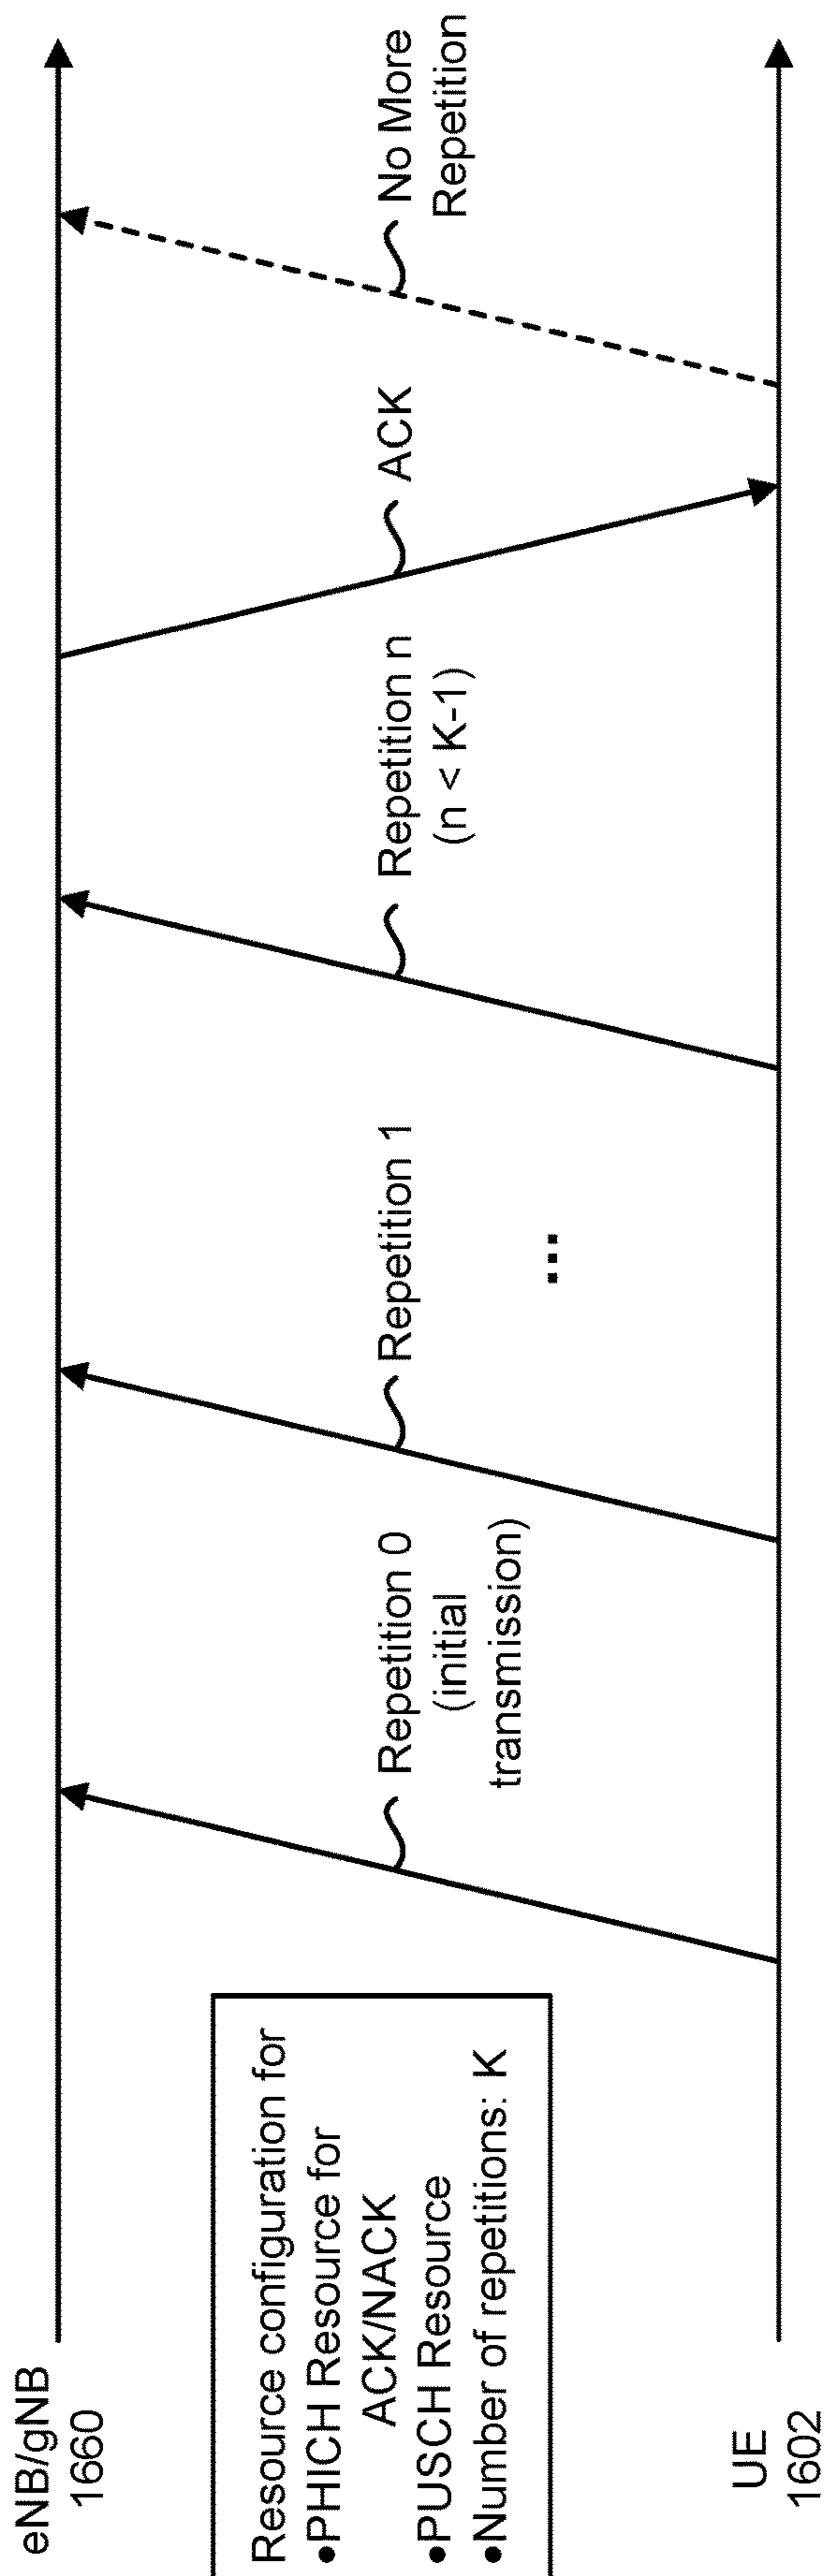 eNB/gNB
1660
Resource configuration for
•PHICH Resource for
ACK/NACK
•PUSCH Resource
•Number of repetitions: K
Repetition 0
(initial
transmission)
Repetition 1
...
Repetition n
(n < K-1)
ACK
No More
Repetition
UE
1602